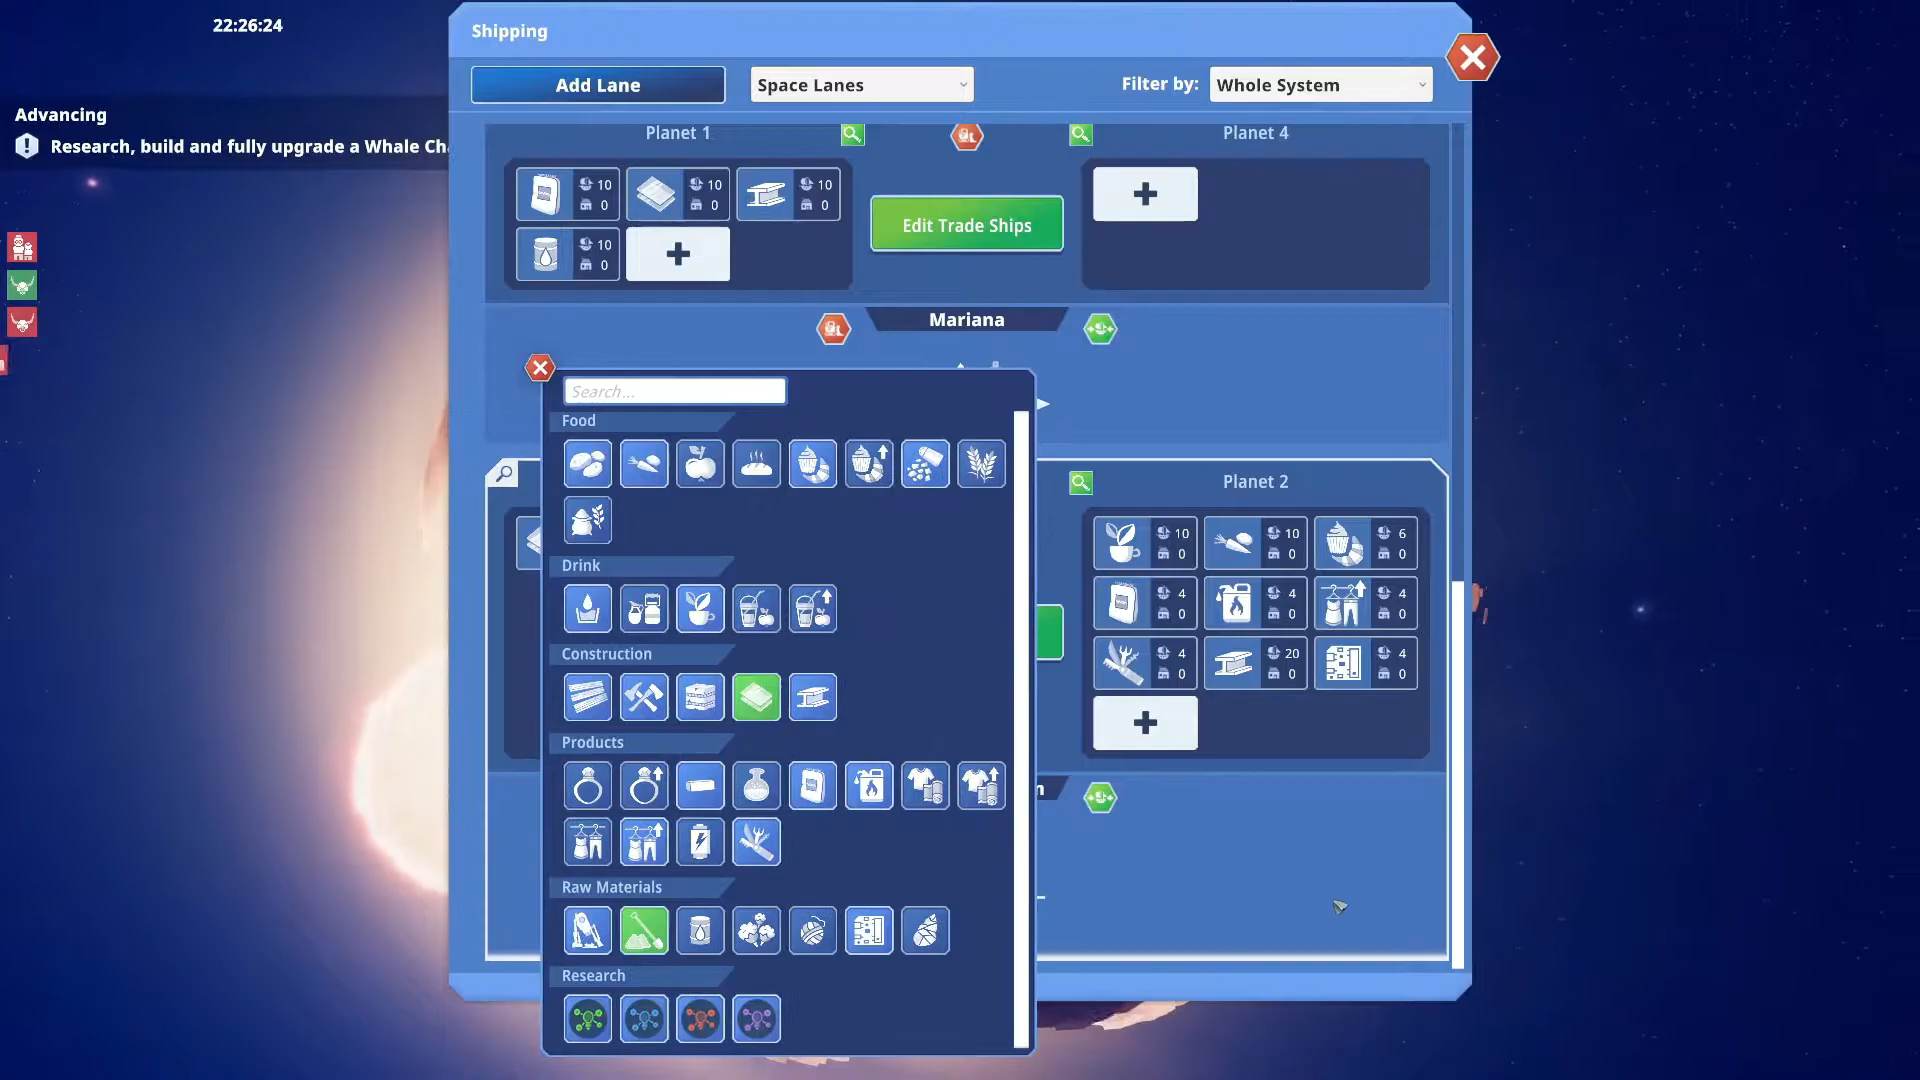 22:26:24
Shipping
Add Lane
Space Lanes
Filter by:
Whole System
Advancing
Research, build and fully upgrade a Whale Ch
Planet 1
Planet 4
10
0
10
0
10
0
10
0
Edit Trade Ships
Mariana
Search...
Food
Drink
Construction
Products
Raw Materials
Research
Planet 2
10
0
10
0
6
0
4
0
4
0
4
0
4
0
20
0
4
0